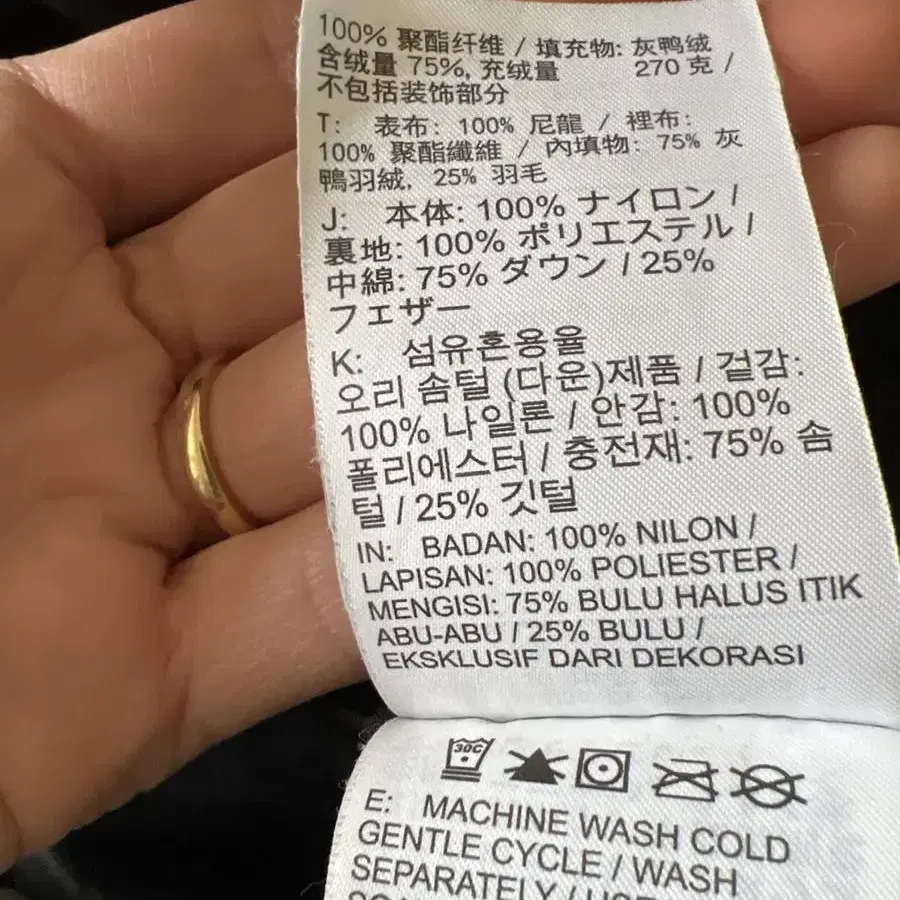 100% 聚酯纤维 / 填充物: 灰鸭绒
含绒量 75%, 充绒量 270 克 /
不包括装饰部分
T: 表布: 100% 尼龍 / 裡布:
100% 聚酯纖維 / 內填物: 75% 灰
鴨羽絨, 25% 羽毛
J: 本体: 100% ナイロン /
裏地: 100% ポリエステル /
中綿: 75% ダウン / 25%
フェザー
K: 섬유혼용율
오리 솜털 (다운)제품 / 겉감:
100% 나일론 / 안감: 100%
폴리에스터 / 충전재: 75% 솜
털 / 25% 깃털
IN: BADAN: 100% NILON /
LAPISAN: 100% POLIESTER /
MENGISI: 75% BULU HALUS ITIK
ABU-ABU / 25% BULU /
EKSKLUSIF DARI DEKORASI
30C
E: MACHINE WASH COLD
GENTLE CYCLE / WASH
SEPARATELY / USE